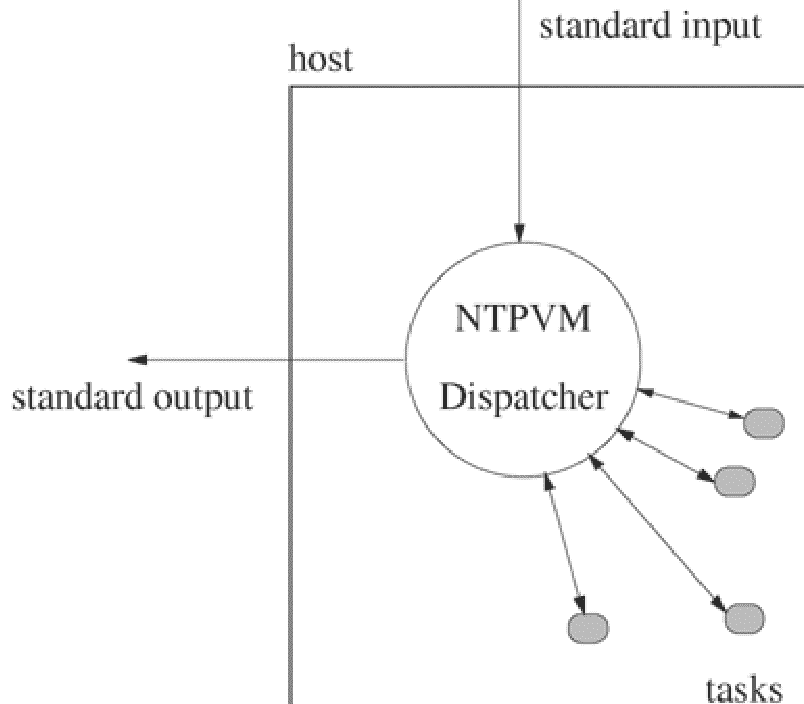 standard input
host
NTPVM
Dispatcher
standard output
tasks